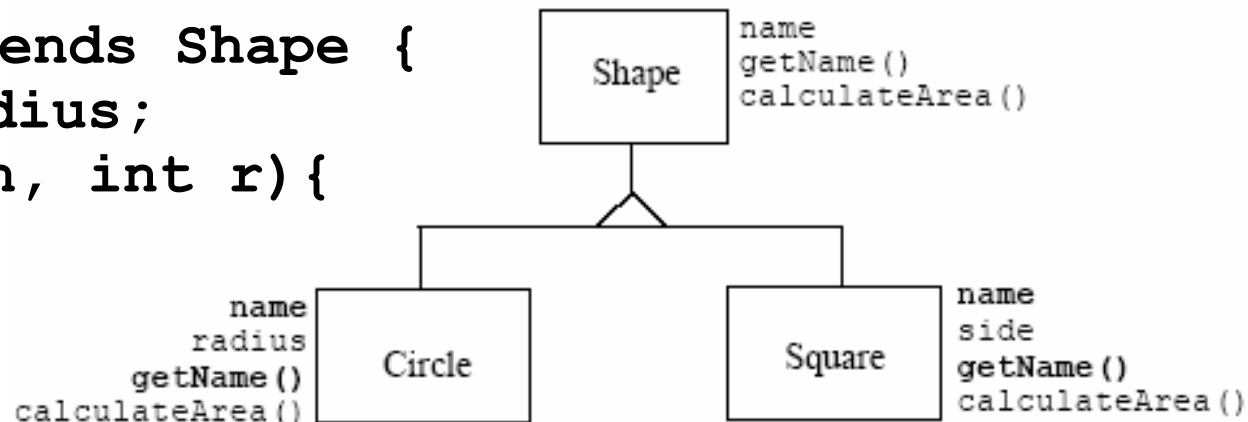 ends Shape {
dius;
n, int r){
Shape
name
getName()
calculateArea()
name
radius
getName()
calculateArea()
Circle
Square
name
side
getName()
calculateArea()